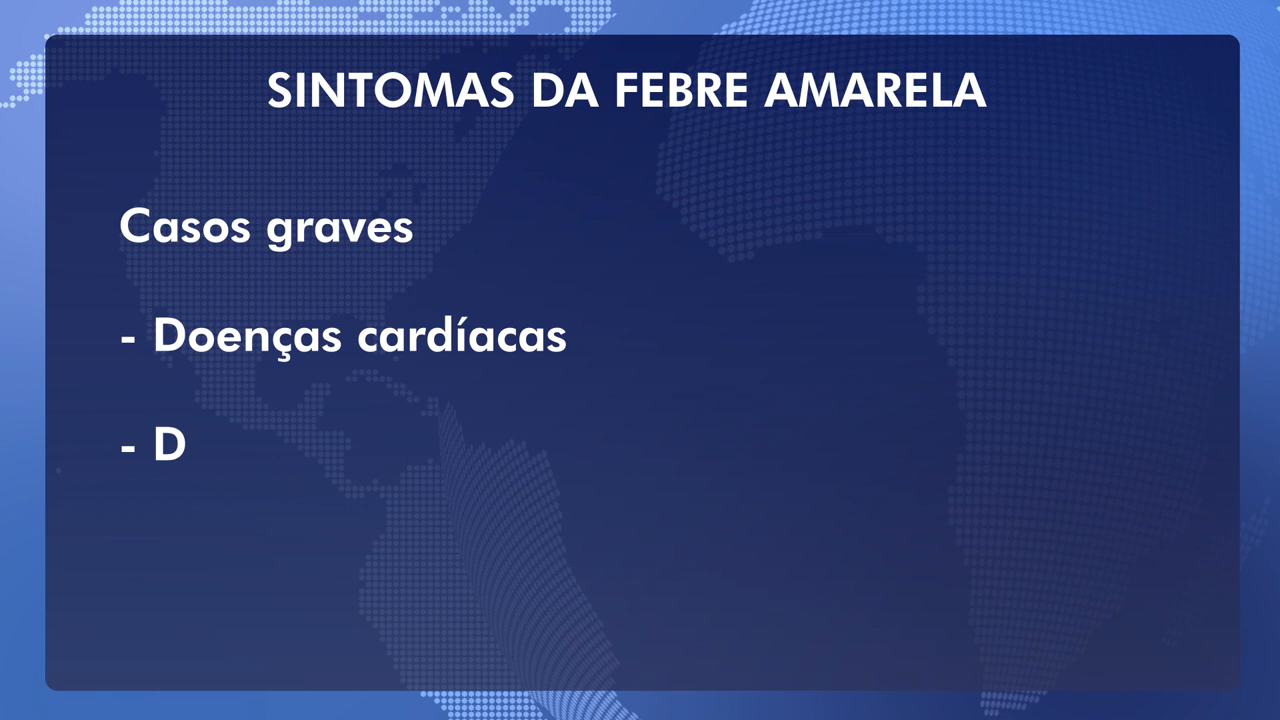 SINTOMAS DA FEBRE AMARELA
Casos graves
- Doenças cardíacas
- D